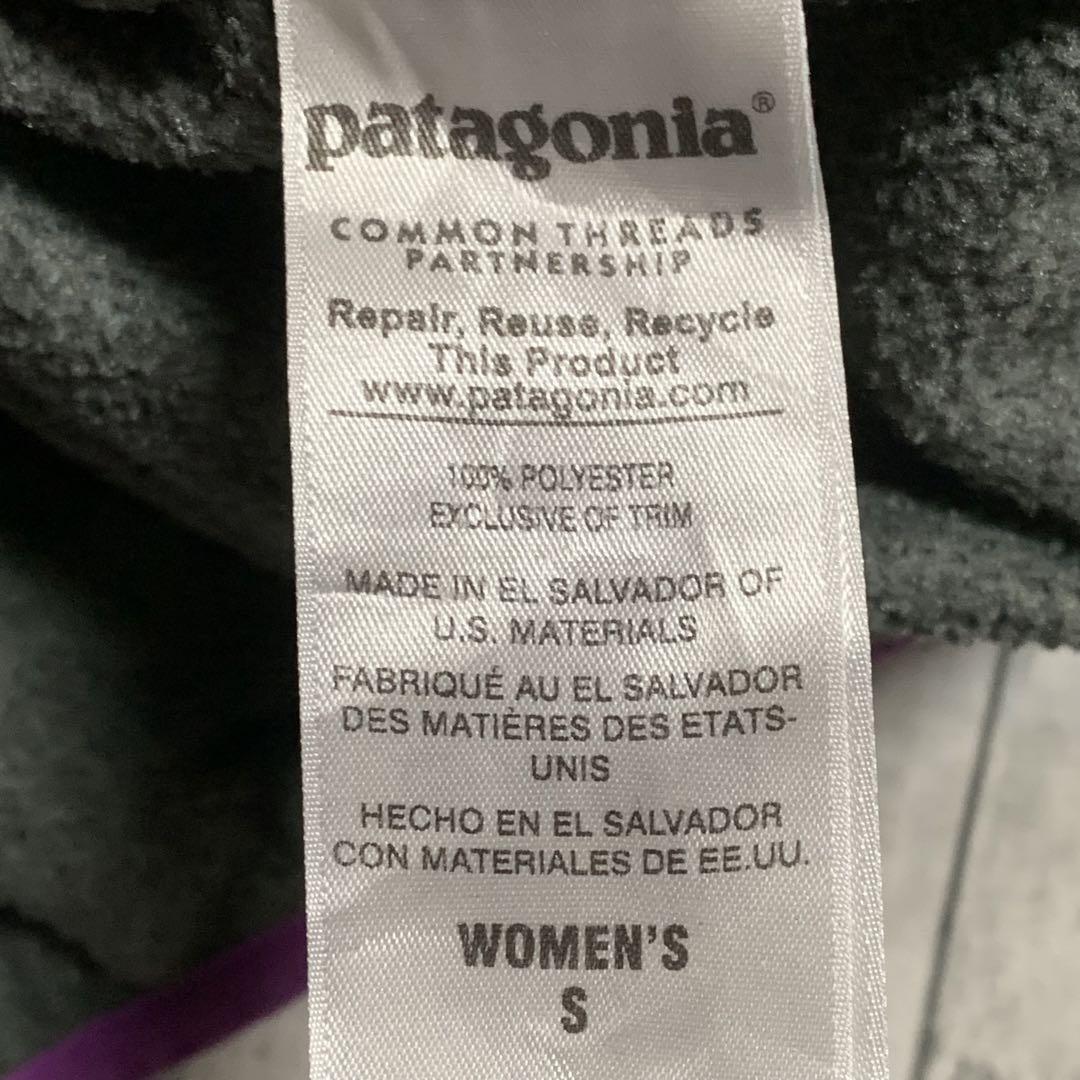 patagonia®
COMMON THREADS
PARTNERSHIP
Repair, Reuse, Recycle
This Product
www.patagonia.com
100% POLYESTER
EXCLUSIVE OF TRIM
MADE IN EL SALVADOR OF
U.S. MATERIALS
FABRIQUÉ AU EL SALVADOR
DES MATIÈRES DES ETATS-
UNIS
HECHO EN EL SALVADOR
CON MATERIALES DE EE.UU.
WOMEN'S
S